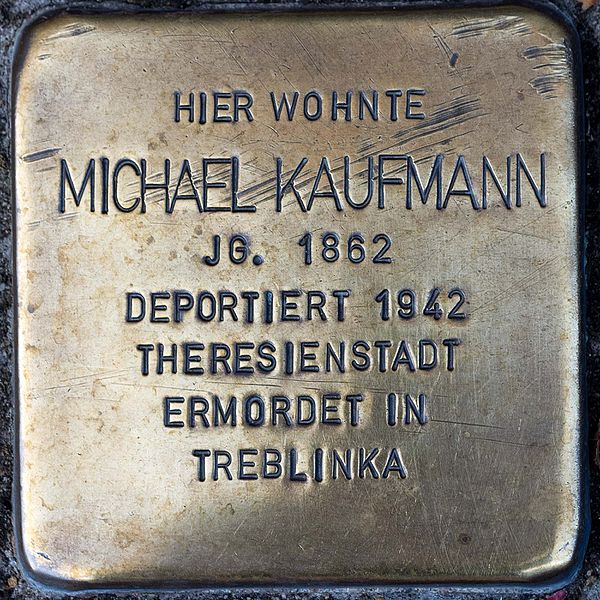 HIER WOHNTE
MICHAEL KAUFMANN
JG. 1862
DEPORTIERT 1942
THERESIENSTADT
ERMORDET IN
TREBLINKA